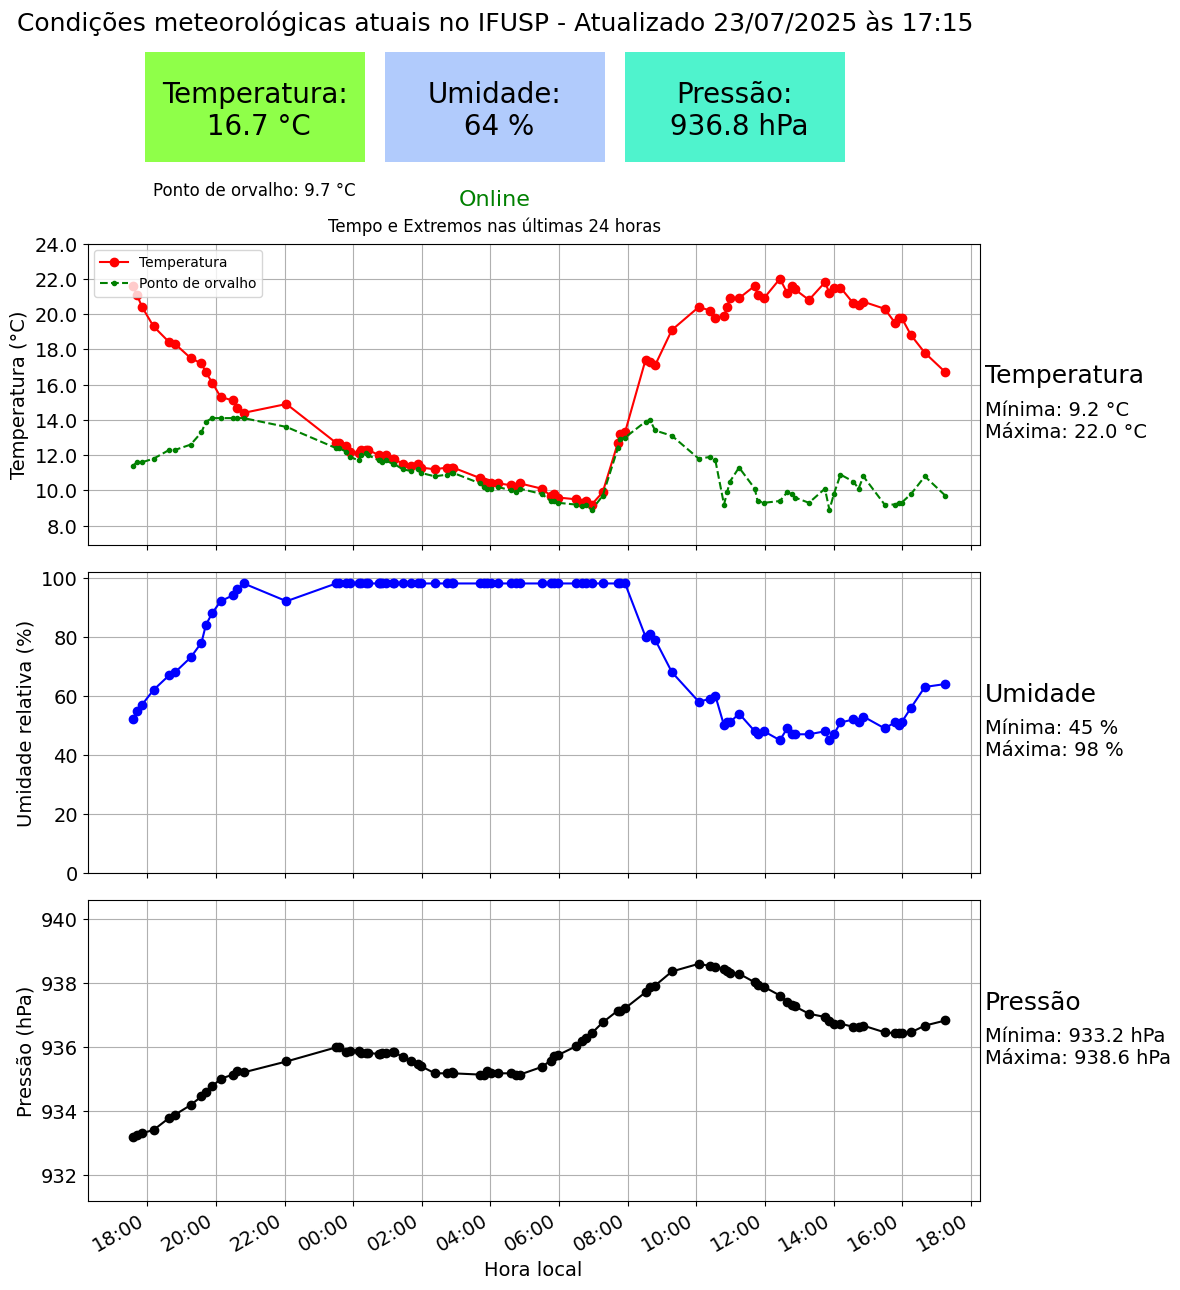 Condições meteorológicas atuais no IFUSP - Atualizado 23/07/2025 às 17:15
Temperatura:
16.7 °C
Umidade:
64 %
Pressão:
936.8 hPa
Ponto de orvalho: 9.7 °C
Online
Tempo e Extremos nas últimas 24 horas
Temperatura (°C)
24.0
22.0
20.0
18.0
16.0
14.0
12.0
10.0
8.0
Temperatura
Ponto de orvalho
Temperatura
Mínima: 9.2 °C
Máxima: 22.0 °C
Umidade relativa (%)
100
80
60
40
20
0
Umidade
Mínima: 45 %
Máxima: 98 %
Pressão (hPa)
940
938
936
934
932
Pressão
Mínima: 933.2 hPa
Máxima: 938.6 hPa
18:00
20:00
22:00
00:00
02:00
04:00
06:00
08:00
10:00
12:00
14:00
16:00
18:00
Hora local